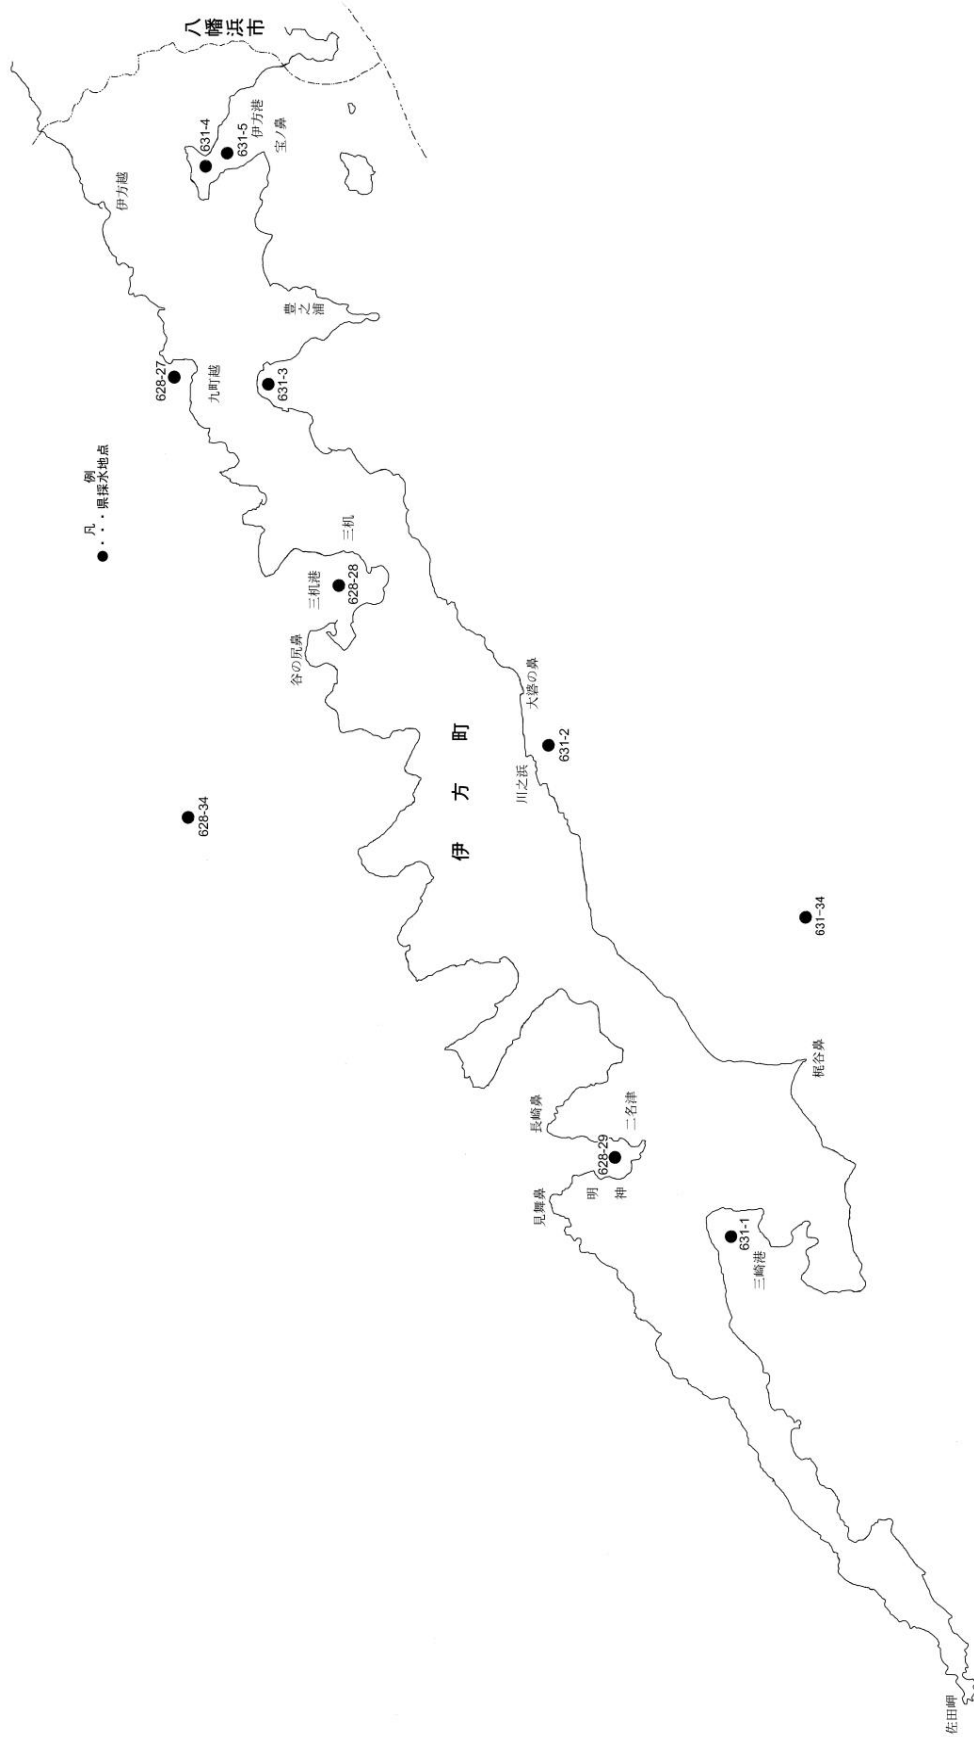 八幡浜市
伊方越
631-4
631-5
伊方港
宝ノ鼻
豊之浦
628-27
九町越
631-3
凡　例
●・・・県採水地点
三机
三机港
628-28
谷の尻鼻
大碆の鼻
川之浜
631-2
伊　方　町
628-34
631-34
梶谷鼻
長崎鼻
二名津
628-29
見舞鼻
明　神
631-1
三崎港
佐田岬